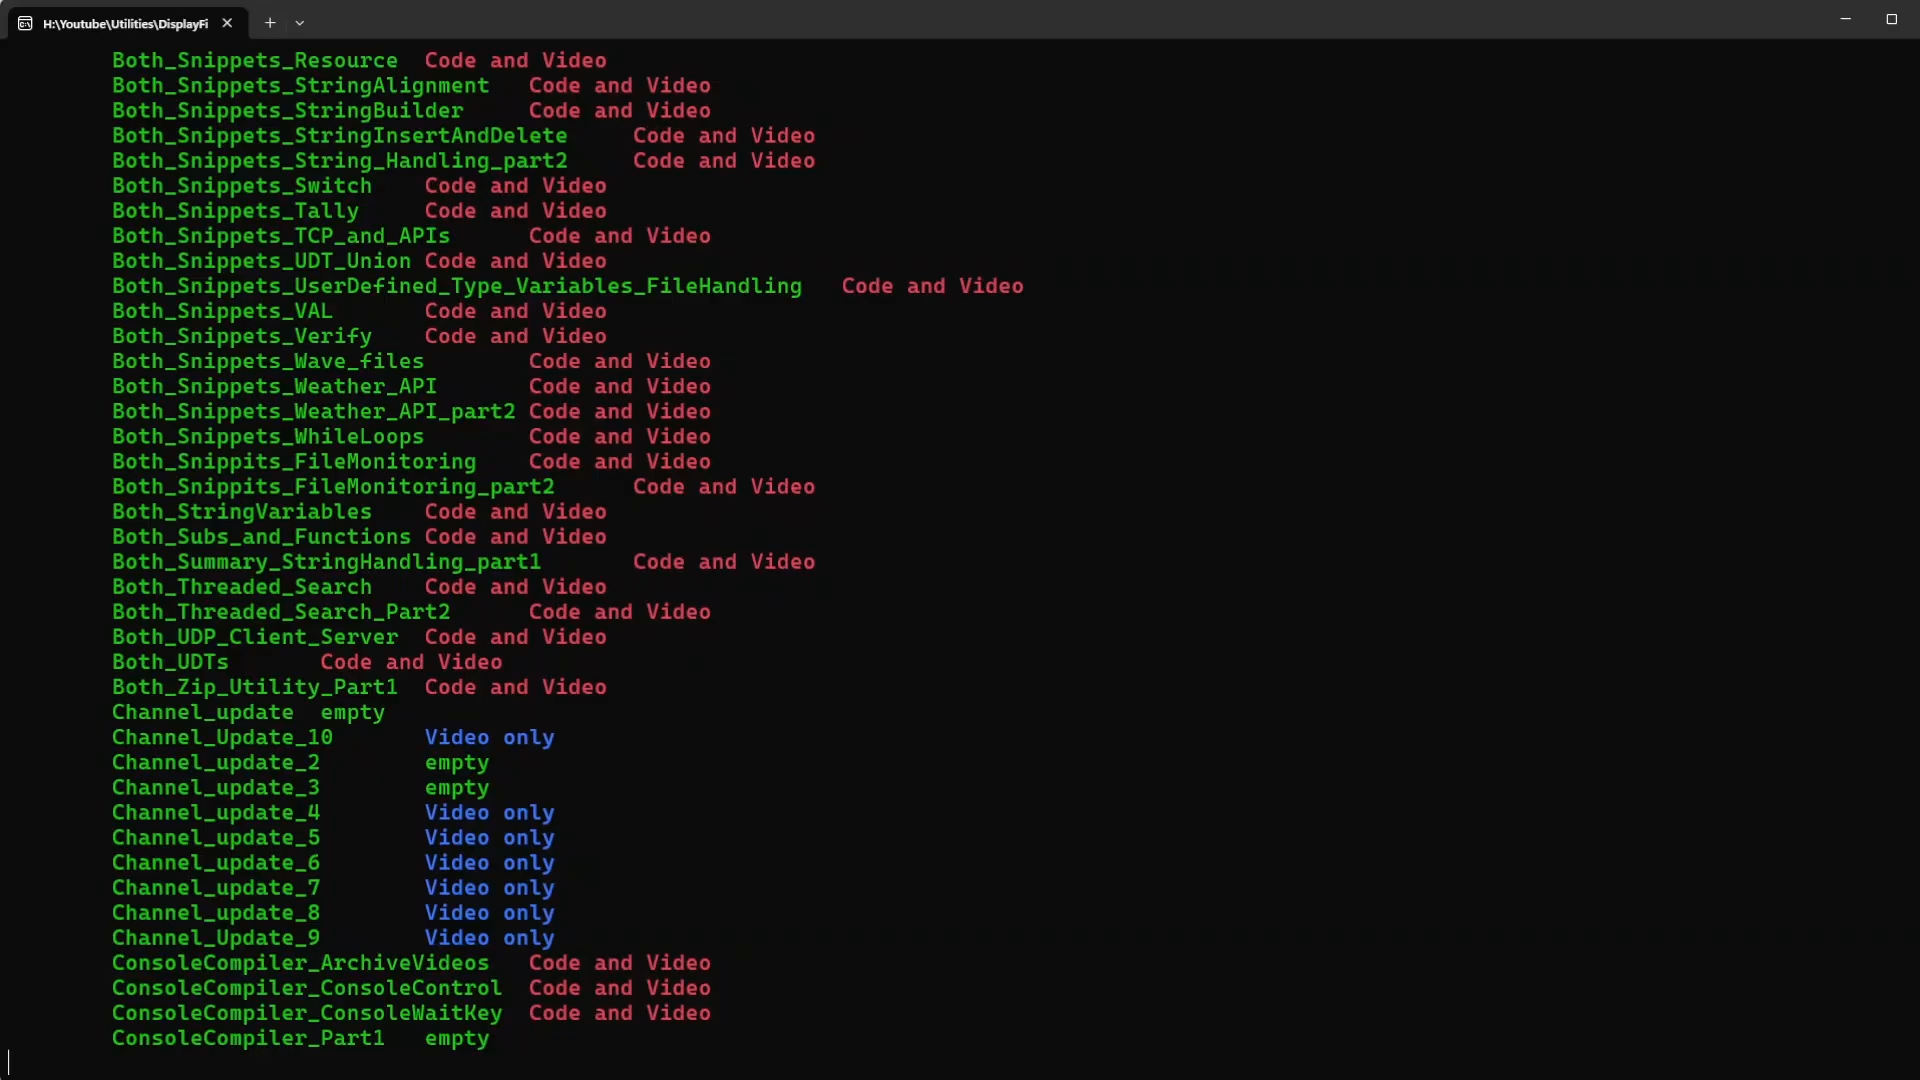 H:\Youtube\Utilities\DisplayFi
Both_Snippets_Resource Code and Video
Both_Snippets_StringAlignment Code and Video
Both_Snippets_StringBuilder Code and Video
Both_Snippets_StringInsertAndDelete Code and Video
Both_Snippets_String_Handling_part2 Code and Video
Both_Snippets_Switch Code and Video
Both_Snippets_Tally Code and Video
Both_Snippets_TCP_and_APIs Code and Video
Both_Snippets_UDT_Union Code and Video
Both_Snippets_UserDefined_Type_Variables_FileHandling Code and Video
Both_Snippets_VAL Code and Video
Both_Snippets_Verify Code and Video
Both_Snippets_Wave_files Code and Video
Both_Snippets_Weather_API Code and Video
Both_Snippets_Weather_API_part2 Code and Video
Both_Snippets_WhileLoops Code and Video
Both_Snippits_FileMonitoring Code and Video
Both_Snippits_FileMonitoring_part2 Code and Video
Both_StringVariables Code and Video
Both_Subs_and_Functions Code and Video
Both_Summary_StringHandling_part1 Code and Video
Both_Threaded_Search Code and Video
Both_Threaded_Search_Part2 Code and Video
Both_UDP_Client_Server Code and Video
Both_UDTs Code and Video
Both_Zip_Utility_Part1 Code and Video
Channel_update empty
Channel_Update_10 Video only
Channel_update_2 empty
Channel_update_3 empty
Channel_update_4 Video only
Channel_update_5 Video only
Channel_update_6 Video only
Channel_update_7 Video only
Channel_update_8 Video only
Channel_Update_9 Video only
ConsoleCompiler_ArchiveVideos Code and Video
ConsoleCompiler_ConsoleControl Code and Video
ConsoleCompiler_ConsoleWaitKey Code and Video
ConsoleCompiler_Part1 empty